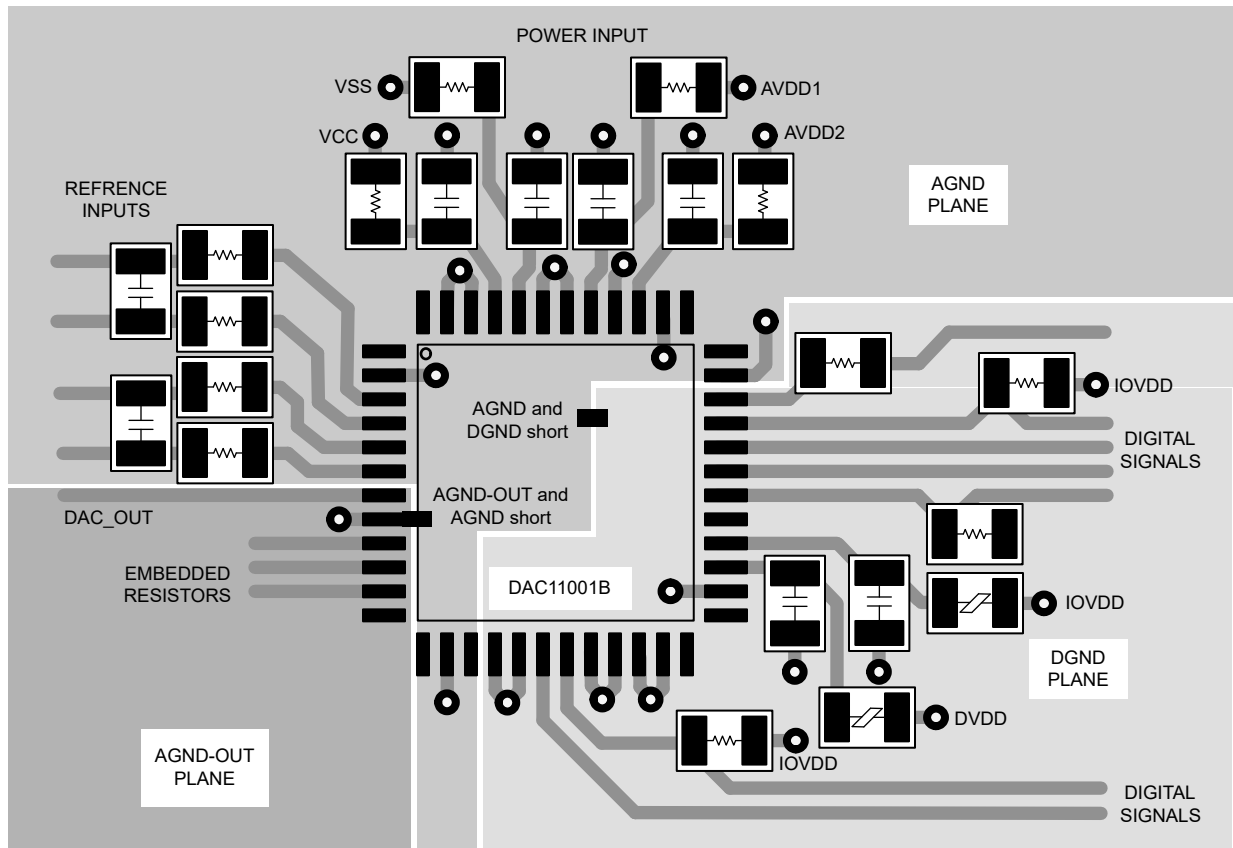 POWER INPUT
VSS
AVDD1
VCC
AVDD2
REFRENCE
INPUTS
AGND
PLANE
IOVDD
AGND and
DGND short
DIGITAL
SIGNALS
AGND-OUT and
AGND short
DAC_OUT
EMBEDDED
RESISTORS
DAC11001B
IOVDD
DGND
PLANE
DVDD
AGND-OUT
PLANE
IOVDD
DIGITAL
SIGNALS